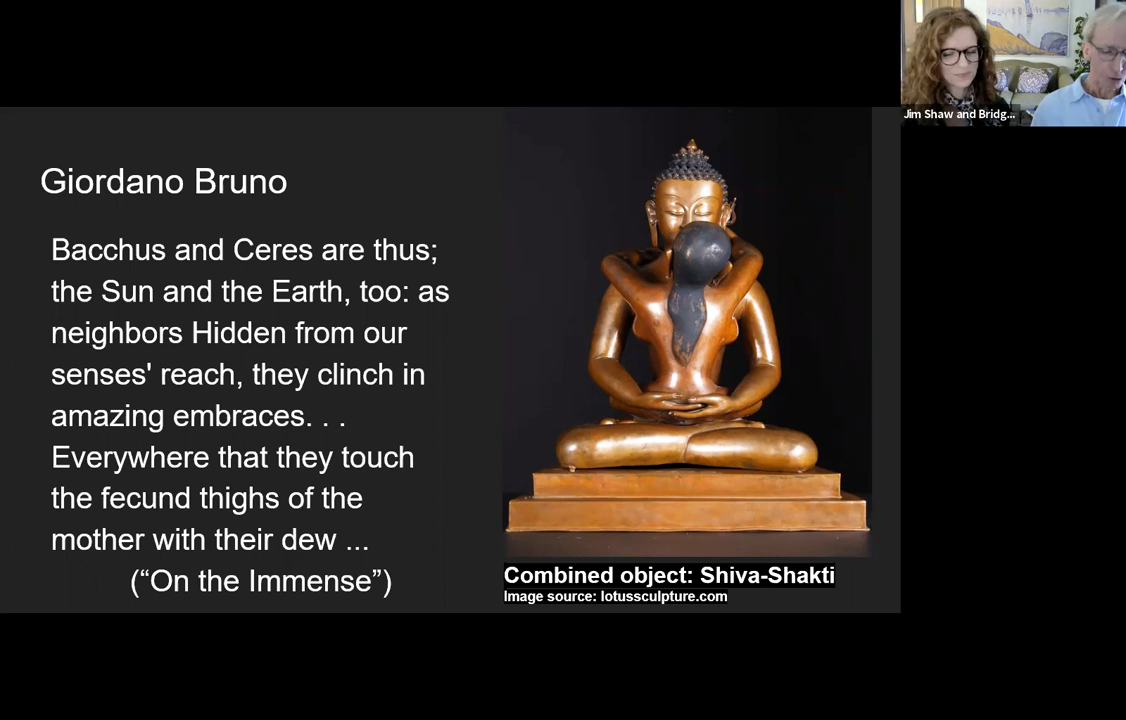 Jim Shaw and Bridg...
Giordano Bruno
Bacchus and Ceres are thus;
the Sun and the Earth, too: as
neighbors Hidden from our
senses' reach, they clinch in
amazing embraces. . .
Everywhere that they touch
the fecund thighs of the
mother with their dew ...
(“On the Immense”)
Combined object: Shiva-Shakti
Image source: lotussculpture.com